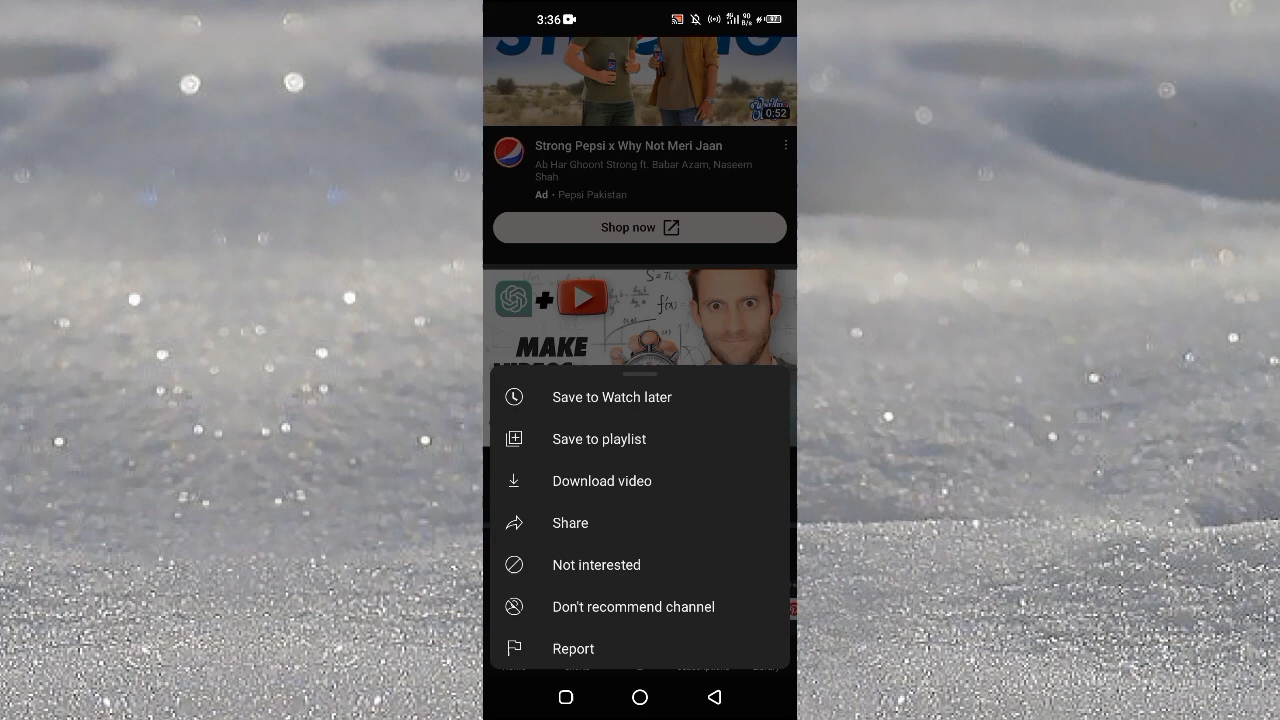 3:36
90
B/s
97
0:52
Strong Pepsi x Why Not Meri Jaan
Ab Har Ghoont Strong ft. Babar Azam, Naseem
Shah
Ad · Pepsi Pakistan
Shop now
+
MAKE
Save to Watch later
Save to playlist
Download video
Share
Not interested
Don't recommend channel
Report